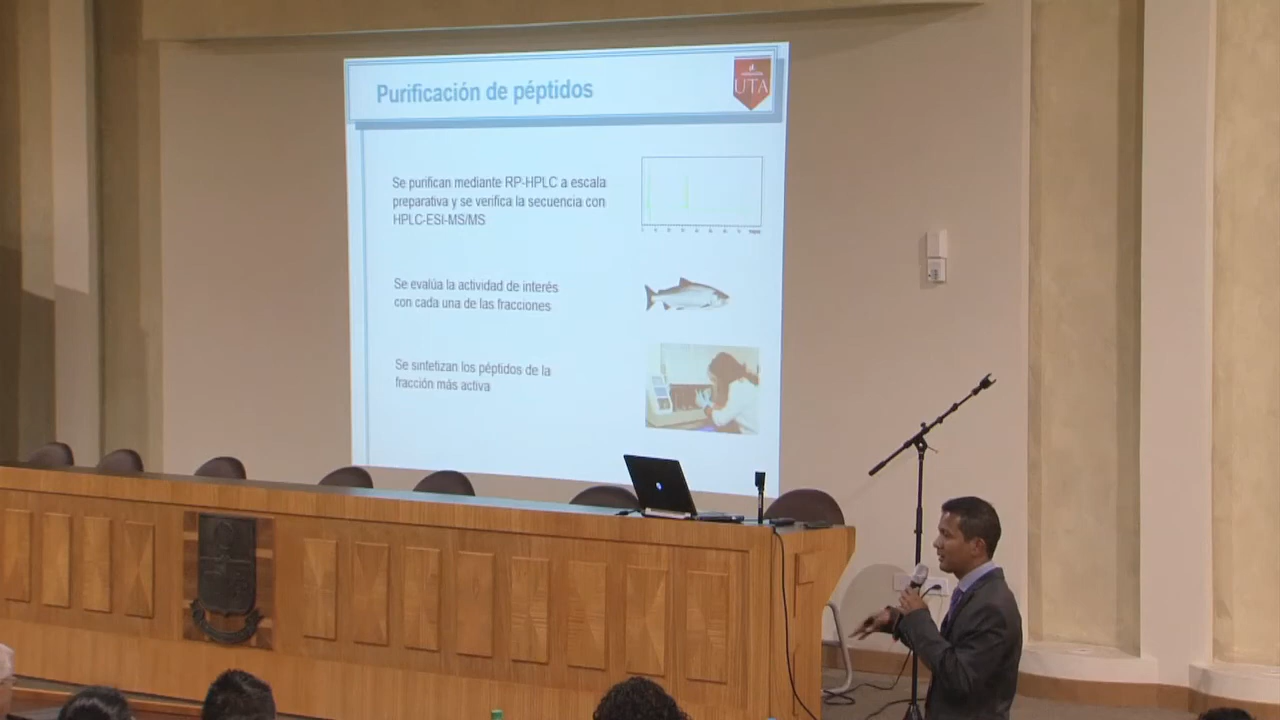 Purificación de péptidos
UTA
Se purifican mediante RP-HPLC a escala
preparativa y se verifica la secuencia con
HPLC-ESI-MS/MS
Se evalúa la actividad de interés
con cada una de las fracciones
Se sintetizan los péptidos de la
fracción más activa